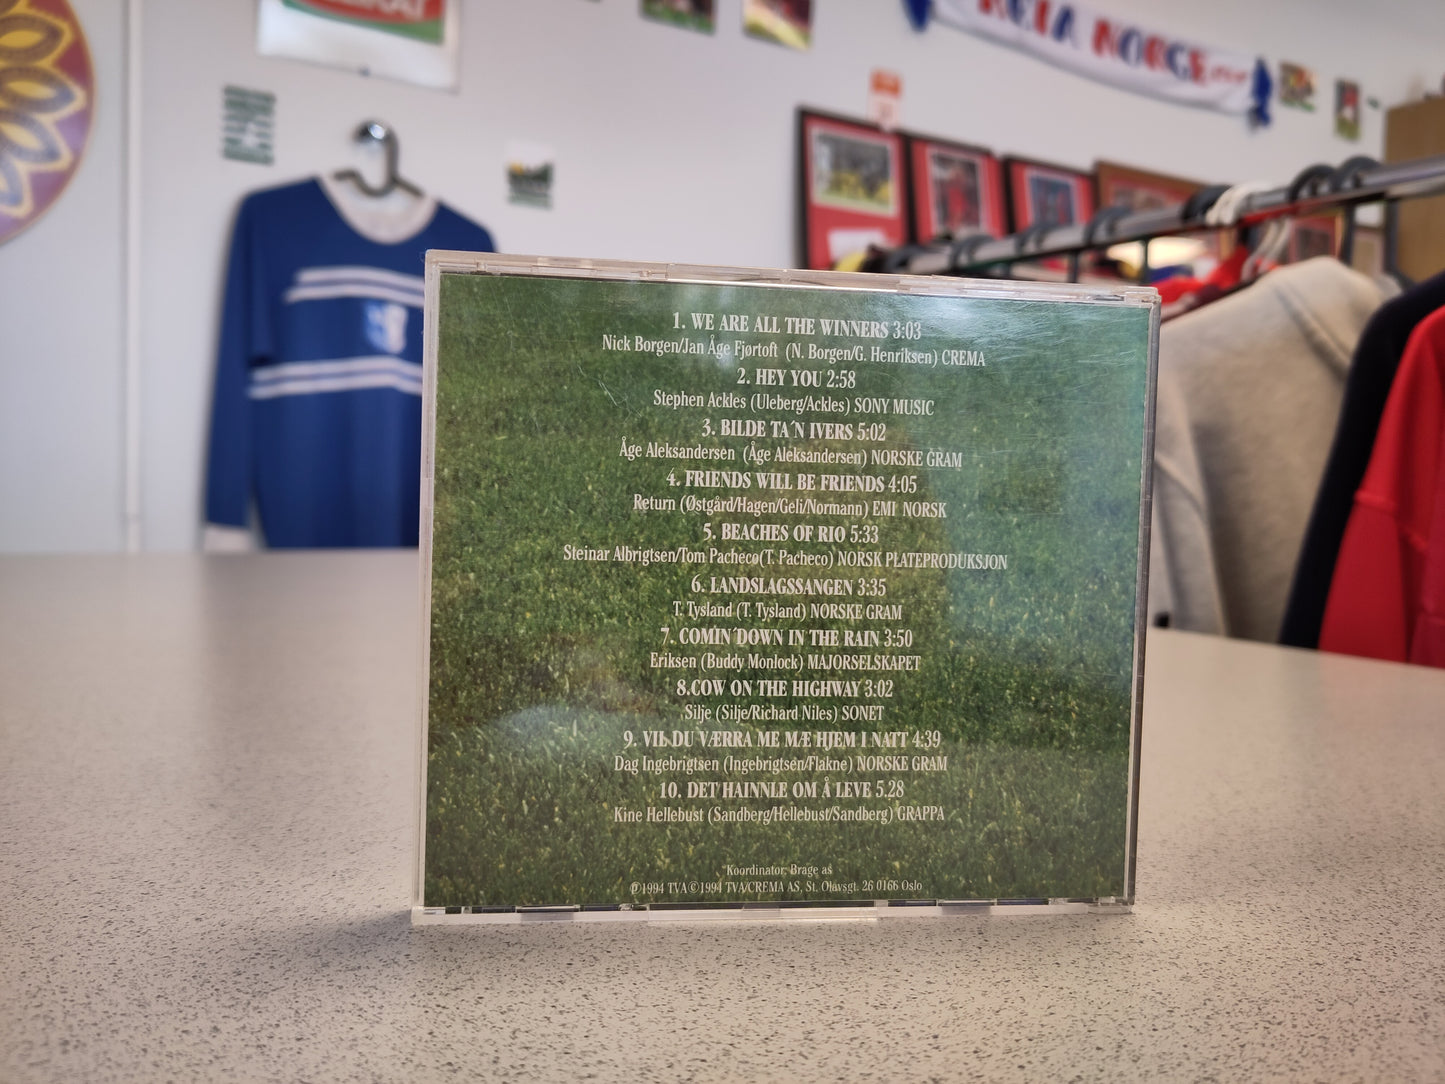 HEIA NORGE
1. WE ARE ALL THE WINNERS 3:03
Nick Borgen/Jan Åge Fjørtoft (N. Borgen/G. Henriksen) CREMA
2. HEY YOU 2:58
Stephen Ackles (Uleberg/Ackles) SONY MUSIC
3. BILDE TA´N IVERS 5:02
Åge Aleksandersen (Åge Aleksandersen) NORSKE GRAM
4. FRIENDS WILL BE FRIENDS 4:05
Return (Østgård/Hagen/Geli/Normann) EMI NORSK
5. BEACHES OF RIO 5:33
Steinar Albrigtsen/Tom Pacheco(T. Pacheco) NORSK PLATEPRODUKSJON
6. LANDSLAGSSANGEN 3:35
T. Tysland (T. Tysland) NORSKE GRAM
7. COMIN´DOWN IN THE RAIN 3:50
Eriksen (Buddy Monlock) MAJORSELSKAPET
8.COW ON THE HIGHWAY 3:02
Silje (Silje/Richard Niles) SONET
9. VIL DU VÆRRA ME MÆ HJEM I NATT 4:39
Dag Ingebrigtsen (Ingebrigtsen/Flakne) NORSKE GRAM
10. DET HAINNLE OM Å LEVE 5.28
Kine Hellebust (Sandberg/Hellebust/Sandberg) GRAPPA
Koordinator: Brage as
℗1994 TVA©1994 TVA/CREMA AS, St. Olavsgt. 26 0166 Oslo